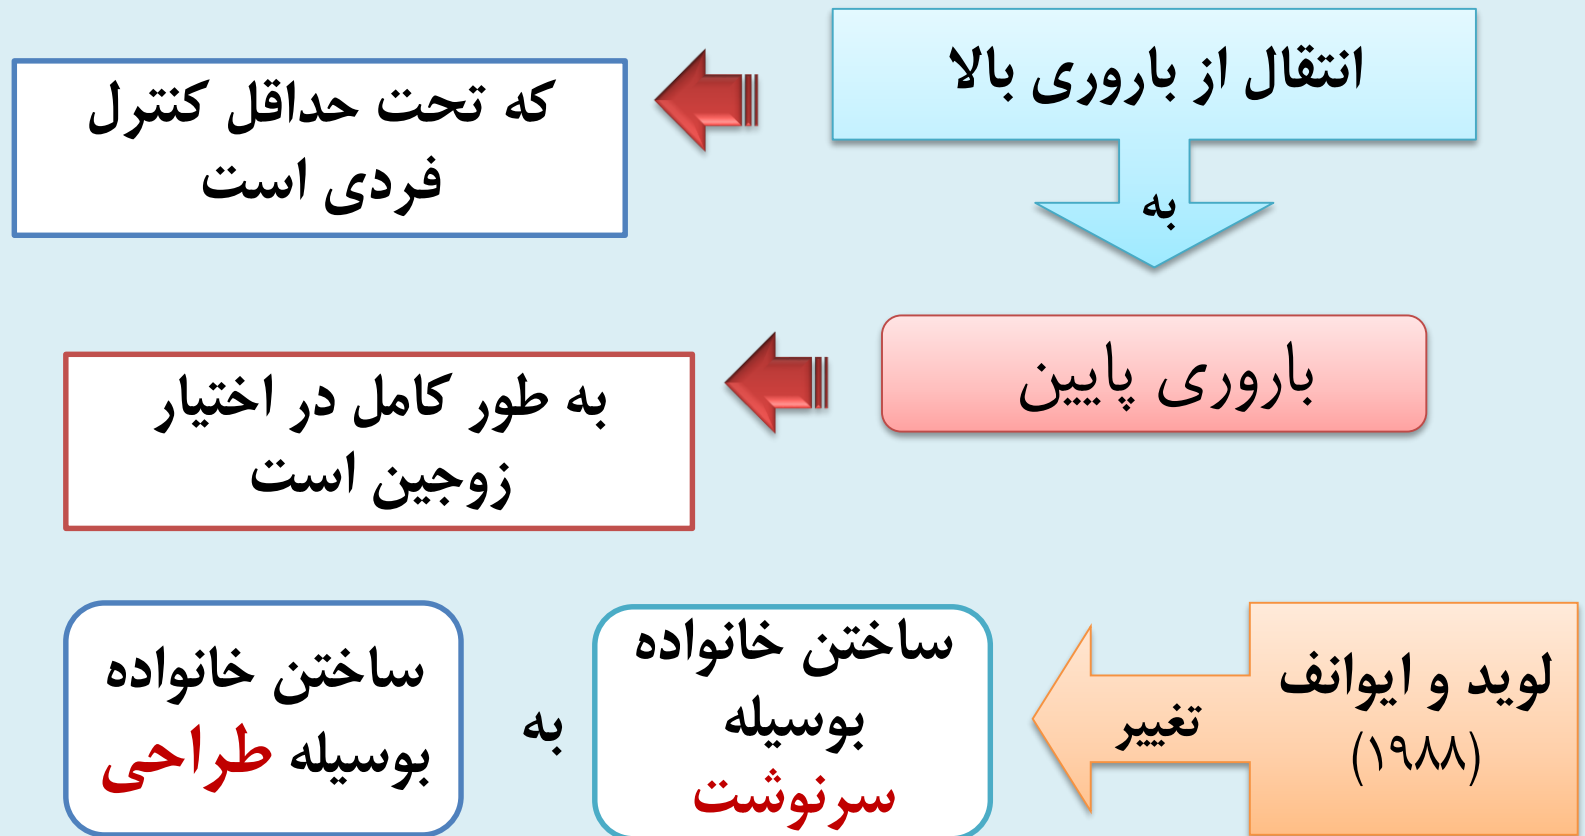 انتقال از باروری بالا
که تحت حداقل کنترل
فردی است
به
باروری پایین
به طور کامل در اختیار
زوجین است
لوید و ایوانف
(۱۹۸۸)
تغییر
ساختن خانواده
بوسیله
سرنوشت
به
ساختن خانواده
بوسیله طراحی